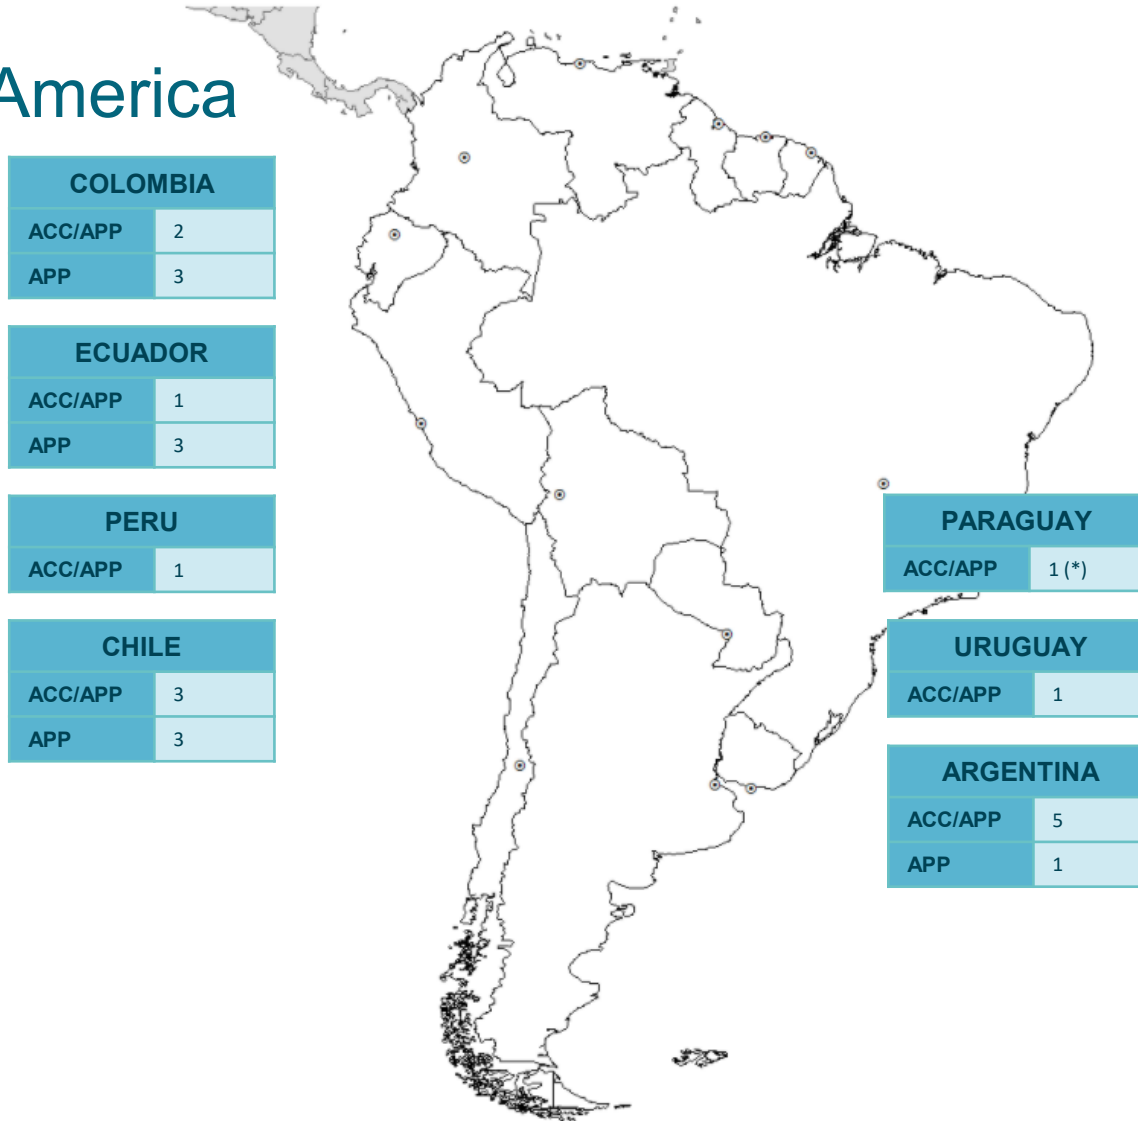 America
COLOMBIA
ACC/APP 2
APP 3
ECUADOR
ACC/APP 1
APP 3
PERU
ACC/APP 1
CHILE
ACC/APP 3
APP 3
PARAGUAY
ACC/APP 1 (*)
URUGUAY
ACC/APP 1
ARGENTINA
ACC/APP 5
APP 1